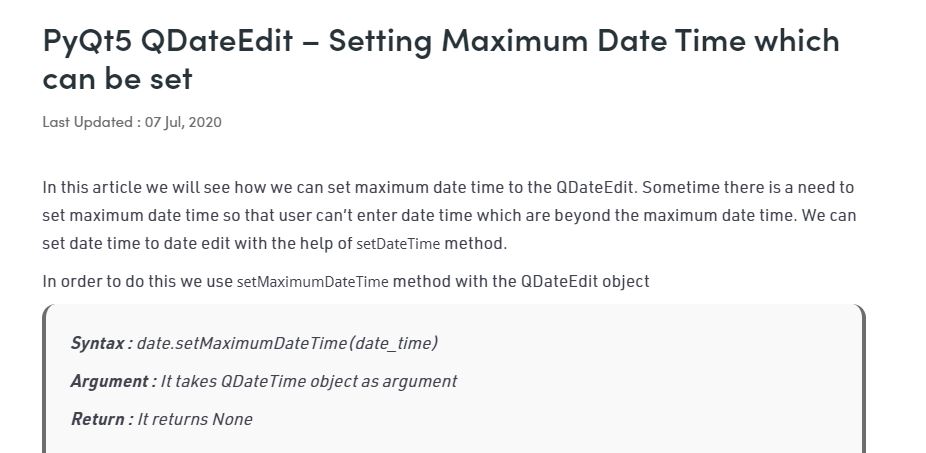 PyQt5 QDateEdit – Setting Maximum Date Time which
can be set
Last Updated : 07 Jul, 2020
In this article we will see how we can set maximum date time to the QDateEdit. Sometime there is a need to
set maximum date time so that user can't enter date time which are beyond the maximum date time. We can
set date time to date edit with the help of setDateTime method.
In order to do this we use setMaximumDateTime method with the QDateEdit object
Syntax : date.setMaximumDateTime(date_time)
Argument : It takes QDateTime object as argument
Return : It returns None